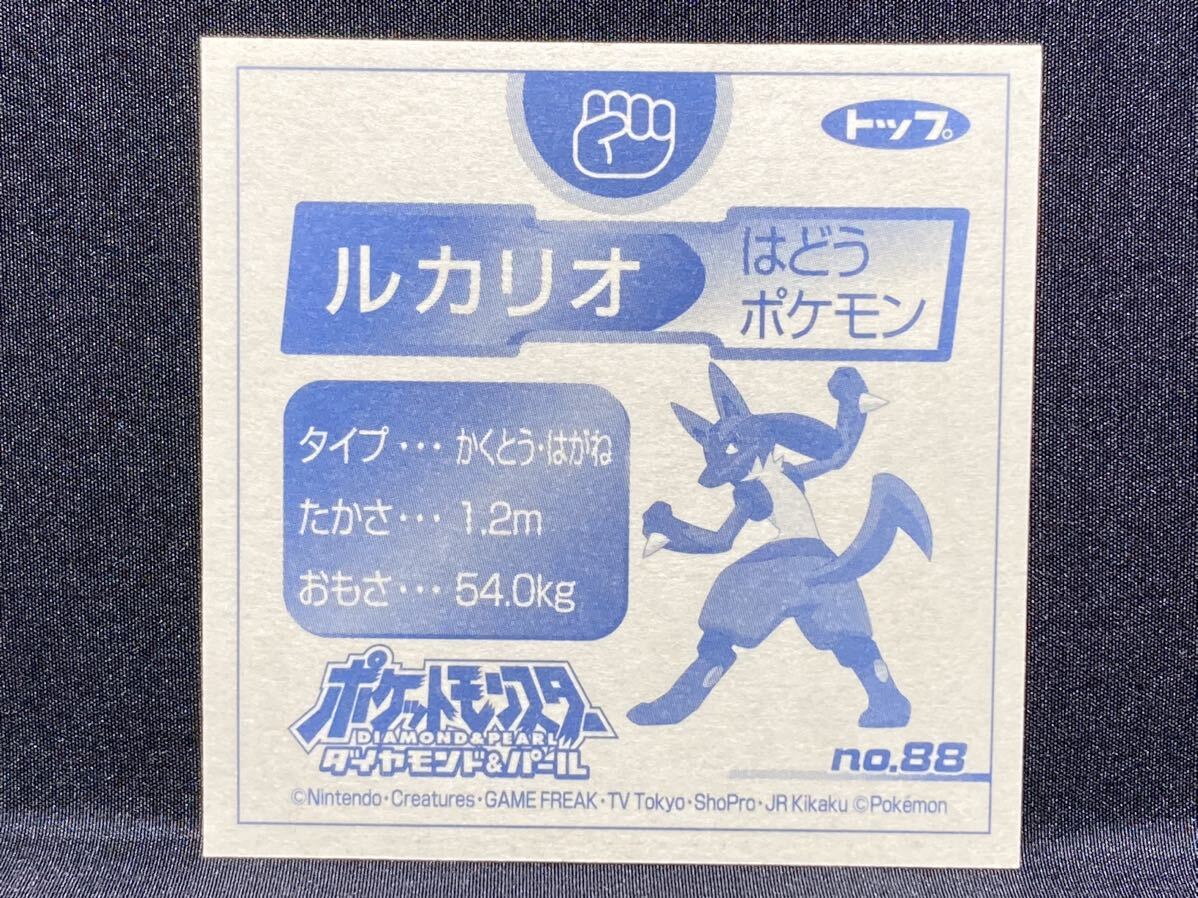 トップ。
ルカリオ
はどう
ポケモン
タイプ・・・かくとう・はがね
たかさ・・・1.2m
おもさ・・・54.0kg
ポケットモンスター
DIAMOND & PEARL
ダイヤモンド&パール
no.88
©Nintendo・Creatures・GAME FREAK・TV Tokyo・ShoPro・JR Kikaku ©Pokémon